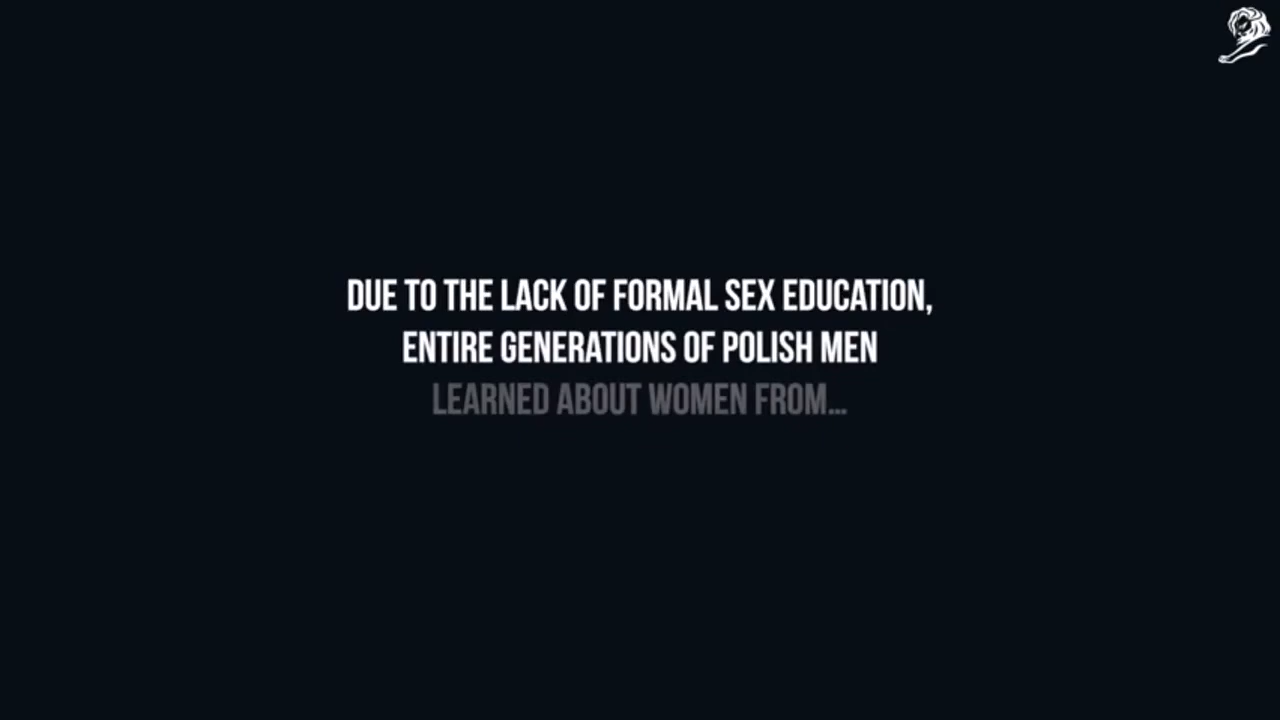 DUE TO THE LACK OF FORMAL SEX EDUCATION,
ENTIRE GENERATIONS OF POLISH MEN
LEARNED ABOUT WOMEN FROM...